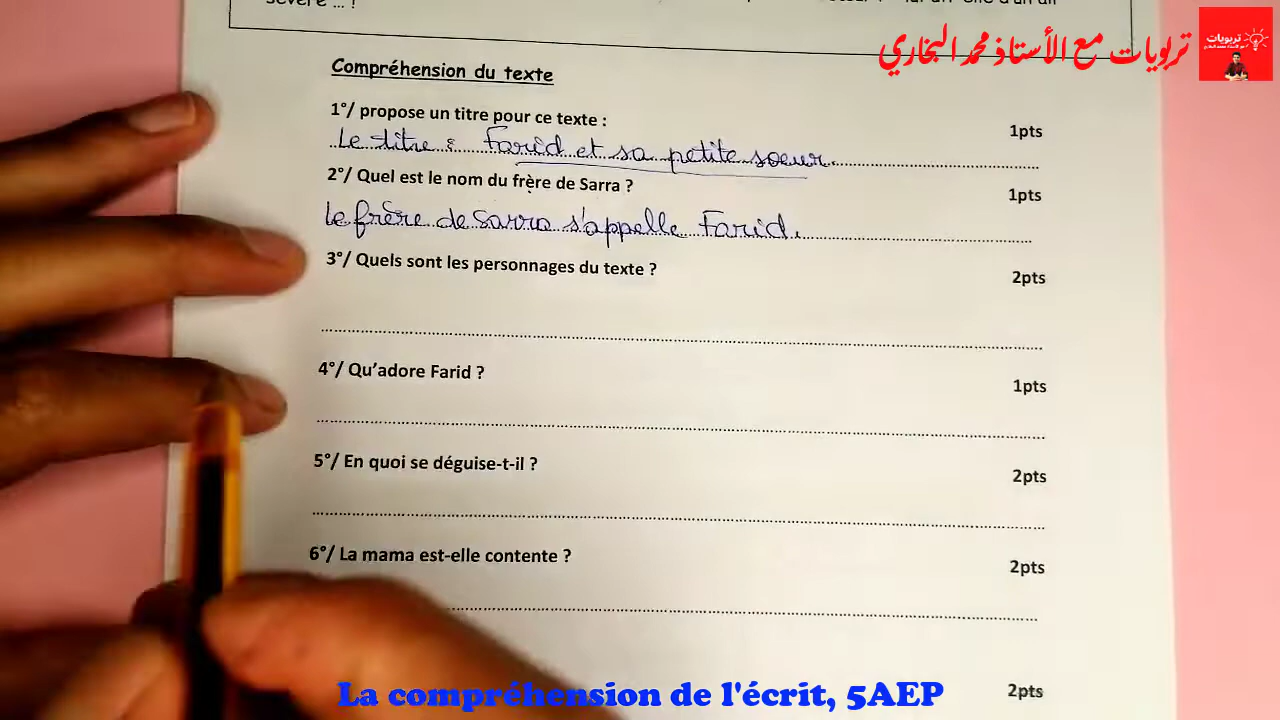 sévère ... !
تربويات مع الأستاذ محمد البخاري
تربويات
Compréhension du texte
1°/ propose un titre pour ce texte : 1pts
Le titre : Farid et sa petite soeur.
2°/ Quel est le nom du frère de Sarra ? 1pts
Le frère de Sarra s'appelle Farid.
3°/ Quels sont les personnages du texte ? 2pts
4°/ Qu'adore Farid ? 1pts
5°/ En quoi se déguise-t-il ? 2pts
6°/ La mama est-elle contente ? 2pts
2pts
La compréhension de l'écrit, 5AEP